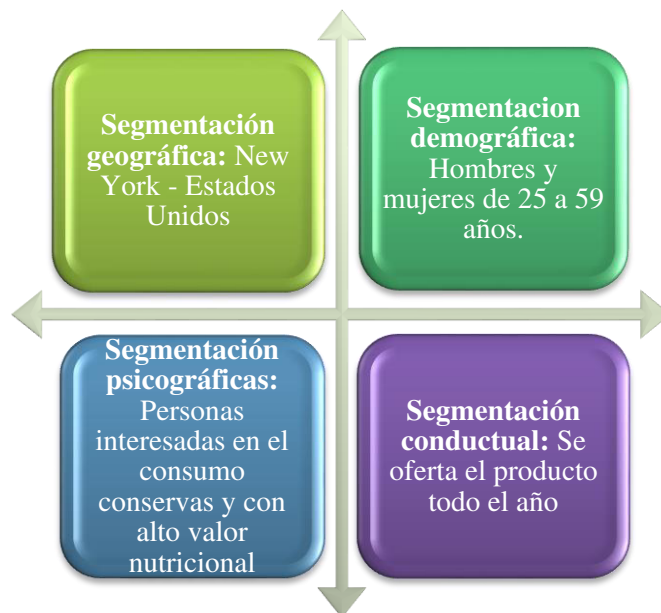 Segmentación
geográfica: New
York - Estados
Unidos
Segmentacion
demográfica:
Hombres y
mujeres de 25 a 59
años.
Segmentación
psicográficas:
Personas
interesadas en el
consumo
conservas y con
alto valor
nutricional
Segmentación
conductual: Se
oferta el producto
todo el año